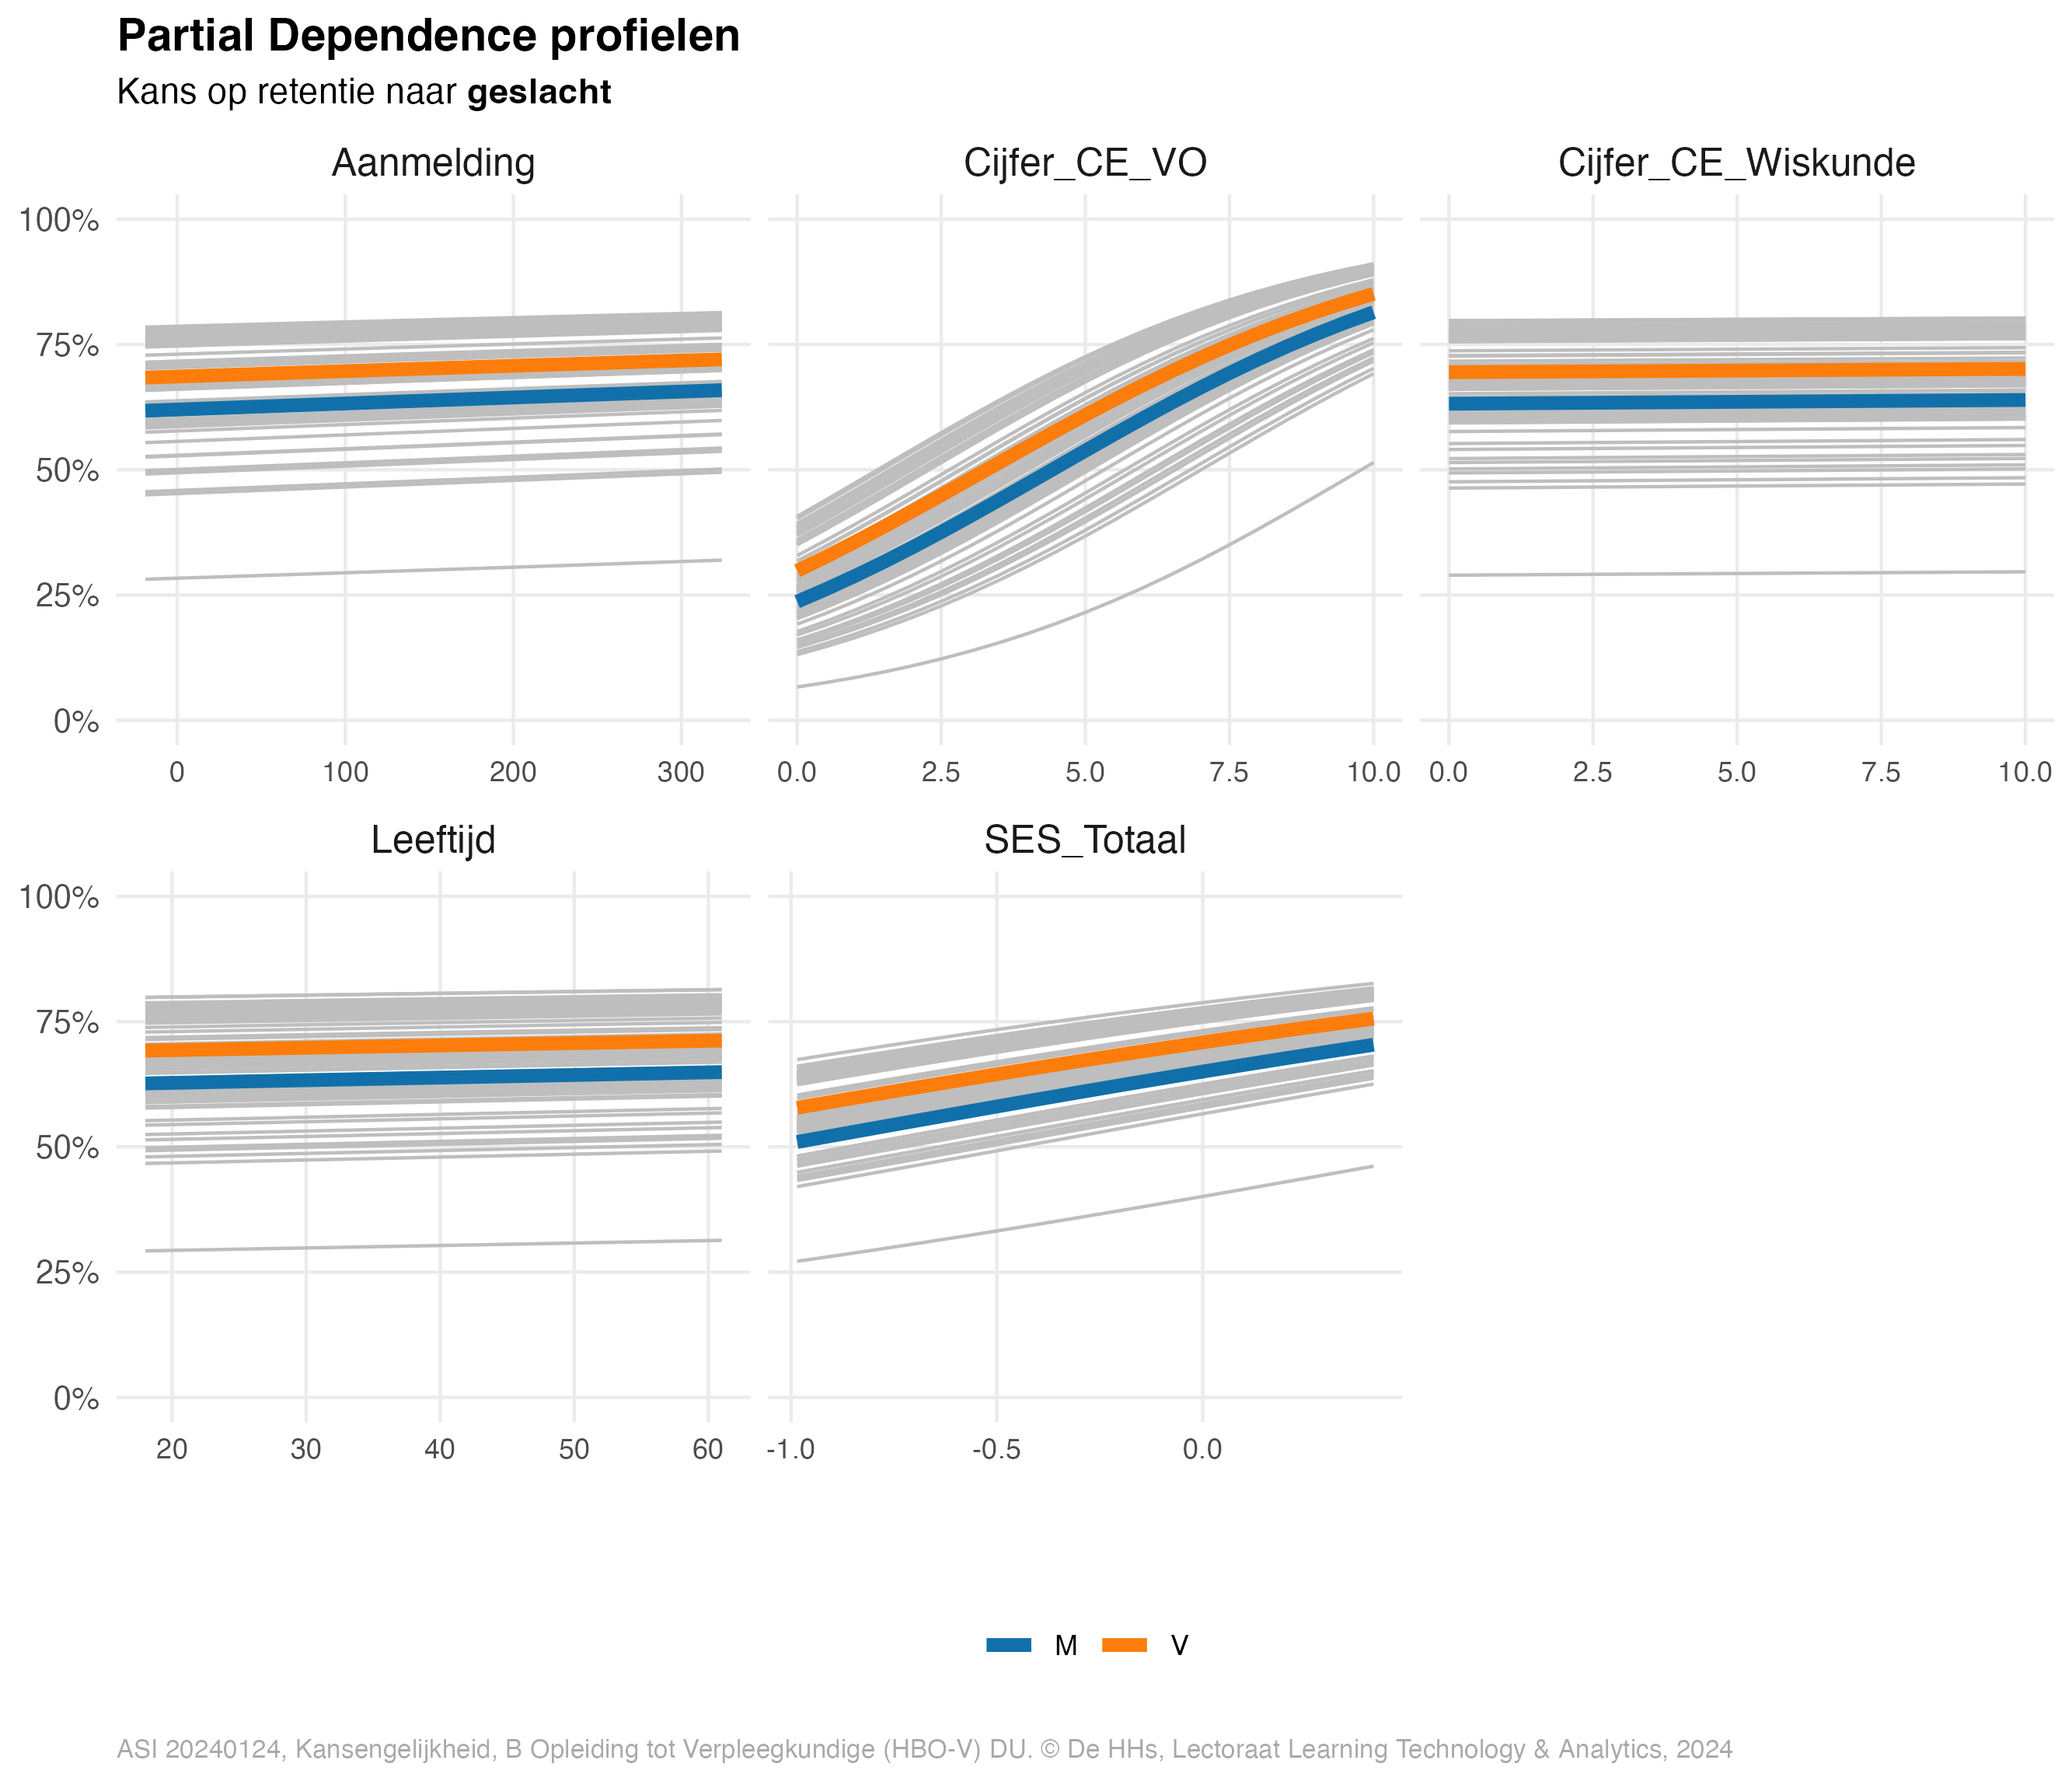 Partial Dependence profielen
Kans op retentie naar geslacht
Aanmelding
Cijfer_CE_VO
Cijfer_CE_Wiskunde
100%
75%
50%
25%
0%
0 100 200 300
0.0 2.5 5.0 7.5 10.0
0.0 2.5 5.0 7.5 10.0
Leeftijd
SES_Totaal
100%
75%
50%
25%
0%
20 30 40 50 60
-1.0 -0.5 0.0
M V
ASI 20240124, Kansengelijkheid, B Opleiding tot Verpleegkundige (HBO-V) DU. © De HHs, Lectoraat Learning Technology & Analytics, 2024